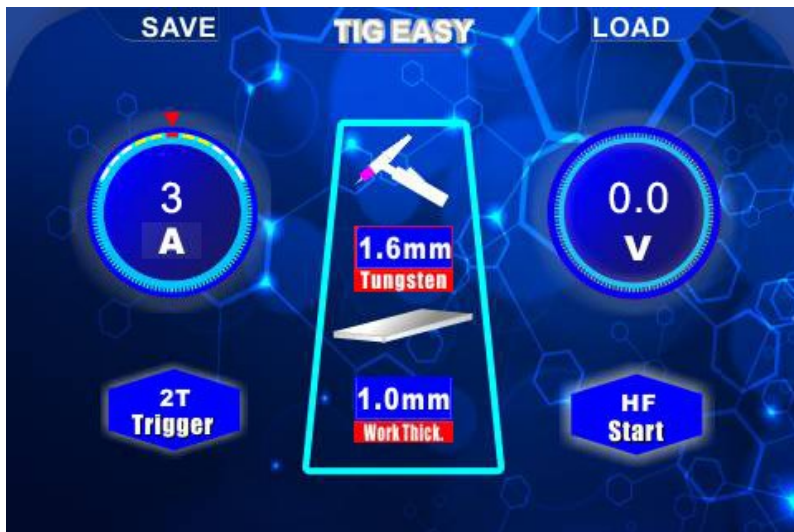 SAVE
TIG EASY
LOAD
3
A
0.0
V
1.6mm
Tungsten
1.0mm
Work Thick.
2T
Trigger
HF
Start